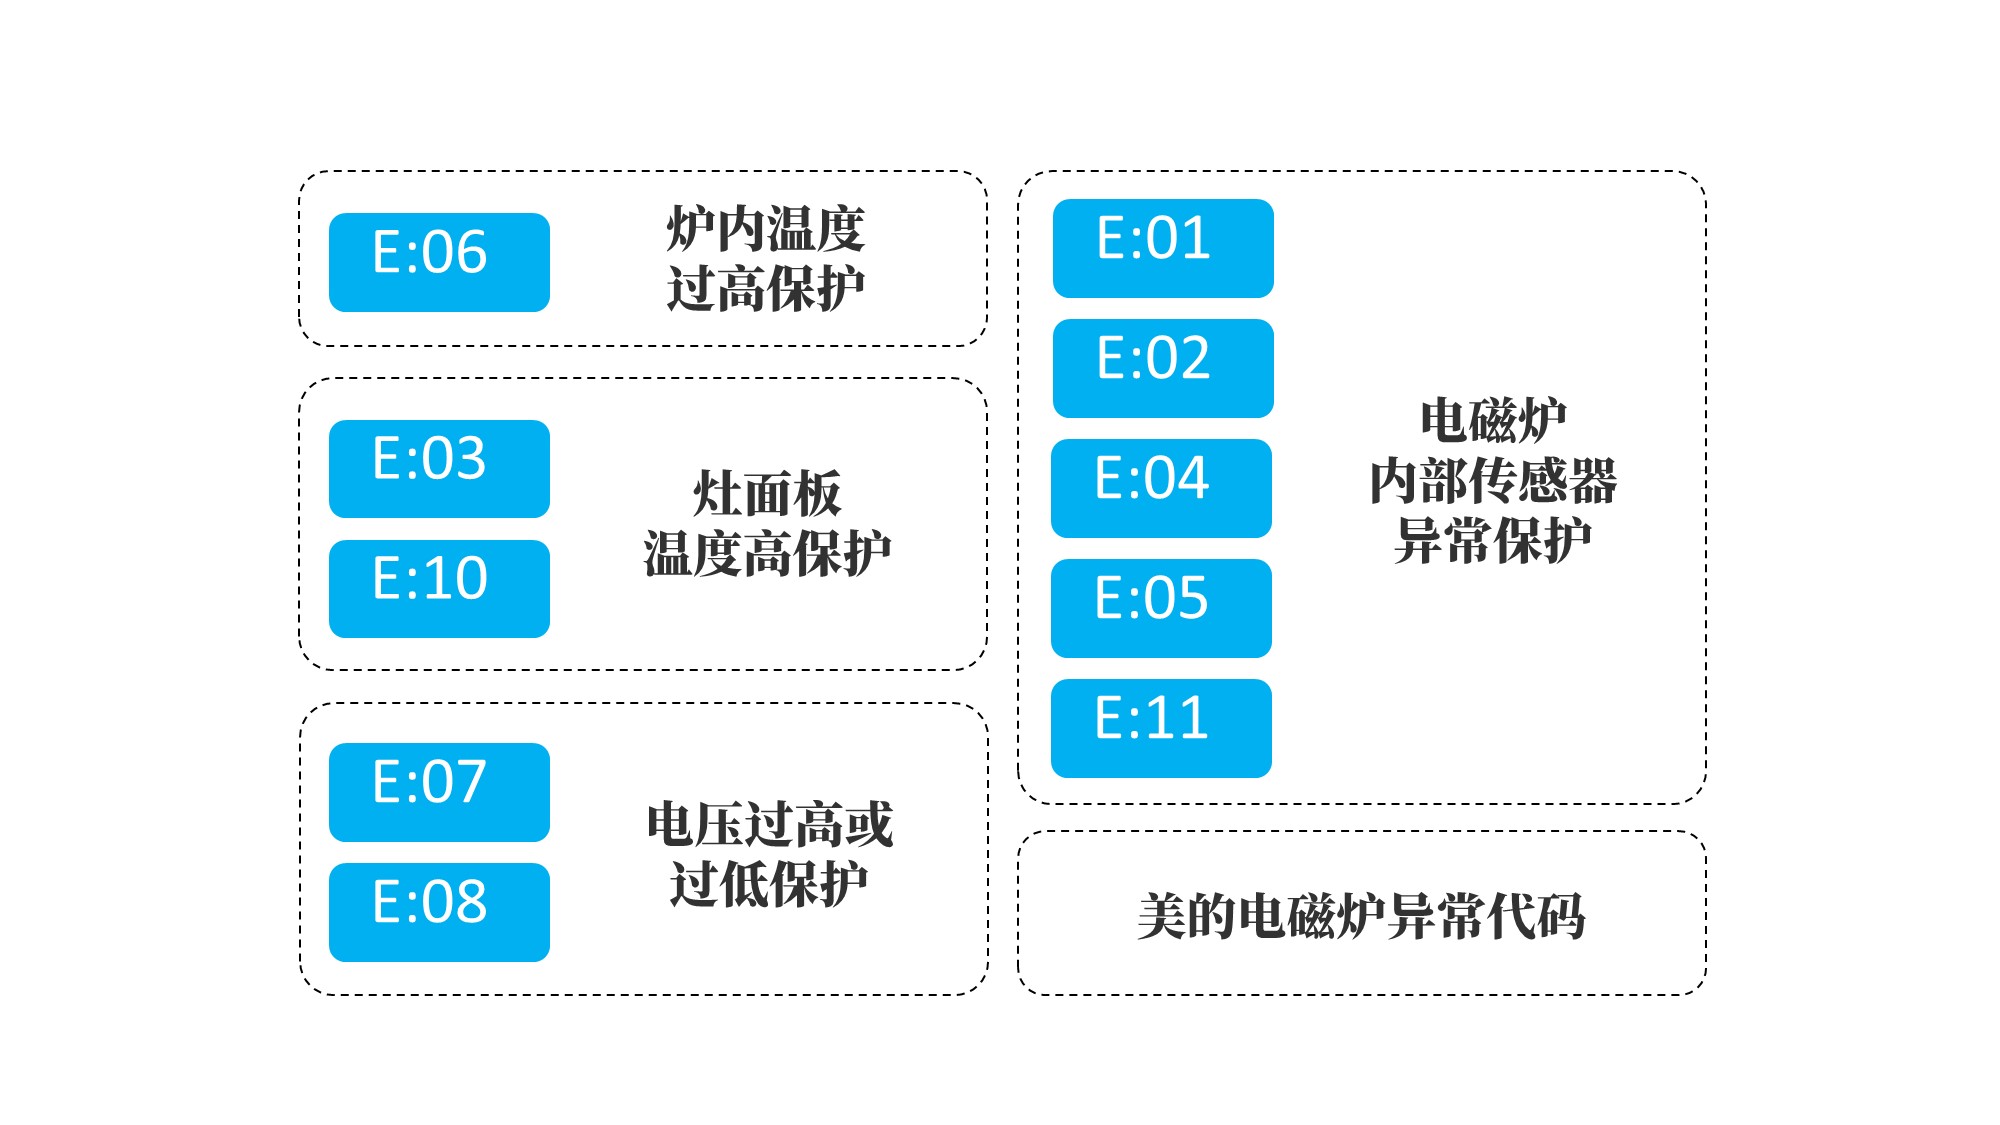 E:06
炉内温度
过高保护
E:03
E:10
灶面板
温度高保护
E:07
E:08
电压过高或
过低保护
E:01
E:02
E:04
E:05
E:11
电磁炉
内部传感器
异常保护
美的电磁炉异常代码